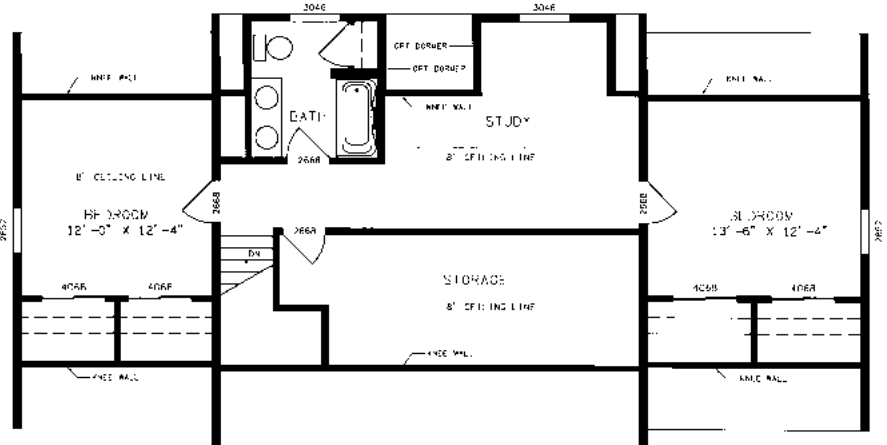 3046
3046
OPT DORMER
OPT DORMER
KNEE WALL
KNEE WALL
KNEE WALL
BATH
STUDY
8' CEILING LINE
2668
8' CEILING LINE
BEDROOM
12'-0" X 12'-4"
2668
2668
BEDROOM
13'-6" X 12'-4"
2668
DN
STORAGE
8' CEILING LINE
4068
4068
4068
4068
KNEE WALL
KNEE WALL
KNEE WALL